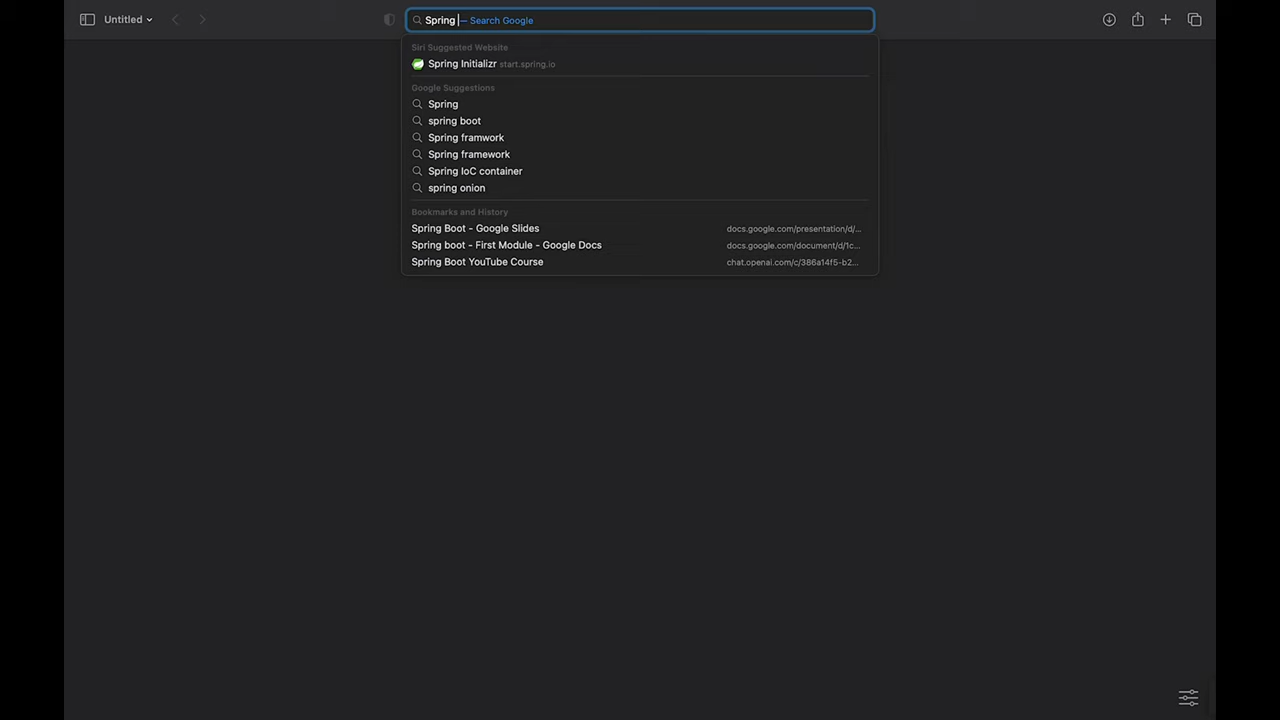 Untitled
Spring — Search Google
Siri Suggested Website
Spring Initializr start.spring.io
Google Suggestions
Spring
spring boot
Spring framwork
Spring framework
Spring IoC container
spring onion
Bookmarks and History
Spring Boot - Google Slides docs.google.com/presentation/d/...
Spring boot - First Module - Google Docs docs.google.com/document/d/1c...
Spring Boot YouTube Course chat.openai.com/c/386a14f5-b2...